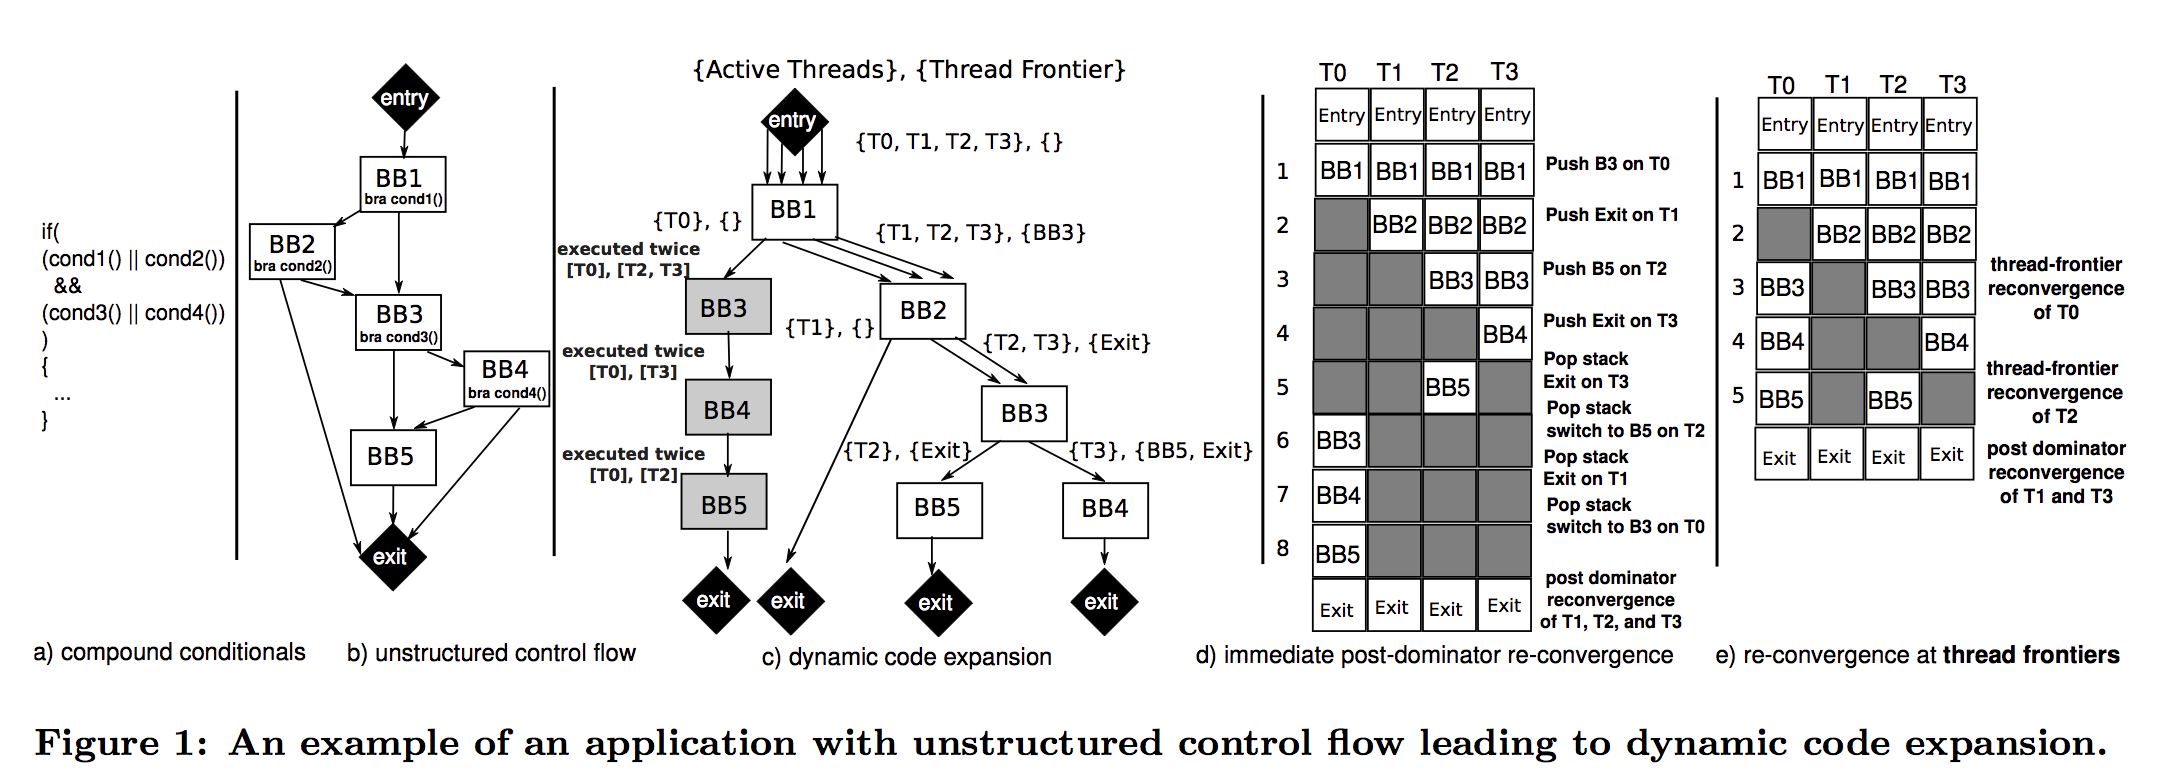 if(
(cond1() || cond2())
&&
(cond3() || cond4())
)
{
...
}
a) compound conditionals
entry
BB1
bra cond1()
BB2
bra cond2()
BB3
bra cond3()
BB4
bra cond4()
BB5
exit
b) unstructured control flow
{Active Threads}, {Thread Frontier}
entry
{T0, T1, T2, T3}, {}
BB1
{T0}, {}
{T1, T2, T3}, {BB3}
executed twice
[T0], [T2, T3]
BB3
BB2
{T1}, {}
{T2, T3}, {Exit}
executed twice
[T0], [T3]
BB4
BB3
{T2}, {Exit}
{T3}, {BB5, Exit}
executed twice
[T0], [T2]
BB5
BB5
BB4
exit
exit
exit
exit
c) dynamic code expansion
T0 T1 T2 T3
Entry Entry Entry Entry
1 BB1 BB1 BB1 BB1
Push B3 on T0
2 BB2 BB2 BB2
Push Exit on T1
3 BB3 BB3
Push B5 on T2
4 BB4
Push Exit on T3
5 BB5
Pop stack
Exit on T3
Pop stack
switch to B5 on T2
6 BB3
Pop stack
Exit on T1
7 BB4
Pop stack
switch to B3 on T0
8 BB5
Exit Exit Exit Exit
post dominator
reconvergence
of T1, T2, and T3
d) immediate post-dominator re-convergence
T0 T1 T2 T3
Entry Entry Entry Entry
1 BB1 BB1 BB1 BB1
2 BB2 BB2 BB2
3 BB3 BB3 BB3
thread-frontier
reconvergence
of T0
4 BB4 BB4
5 BB5 BB5
thread-frontier
reconvergence
of T2
Exit Exit Exit Exit
post dominator
reconvergence
of T1 and T3
e) re-convergence at thread frontiers
Figure 1: An example of an application with unstructured control flow leading to dynamic code expansion.